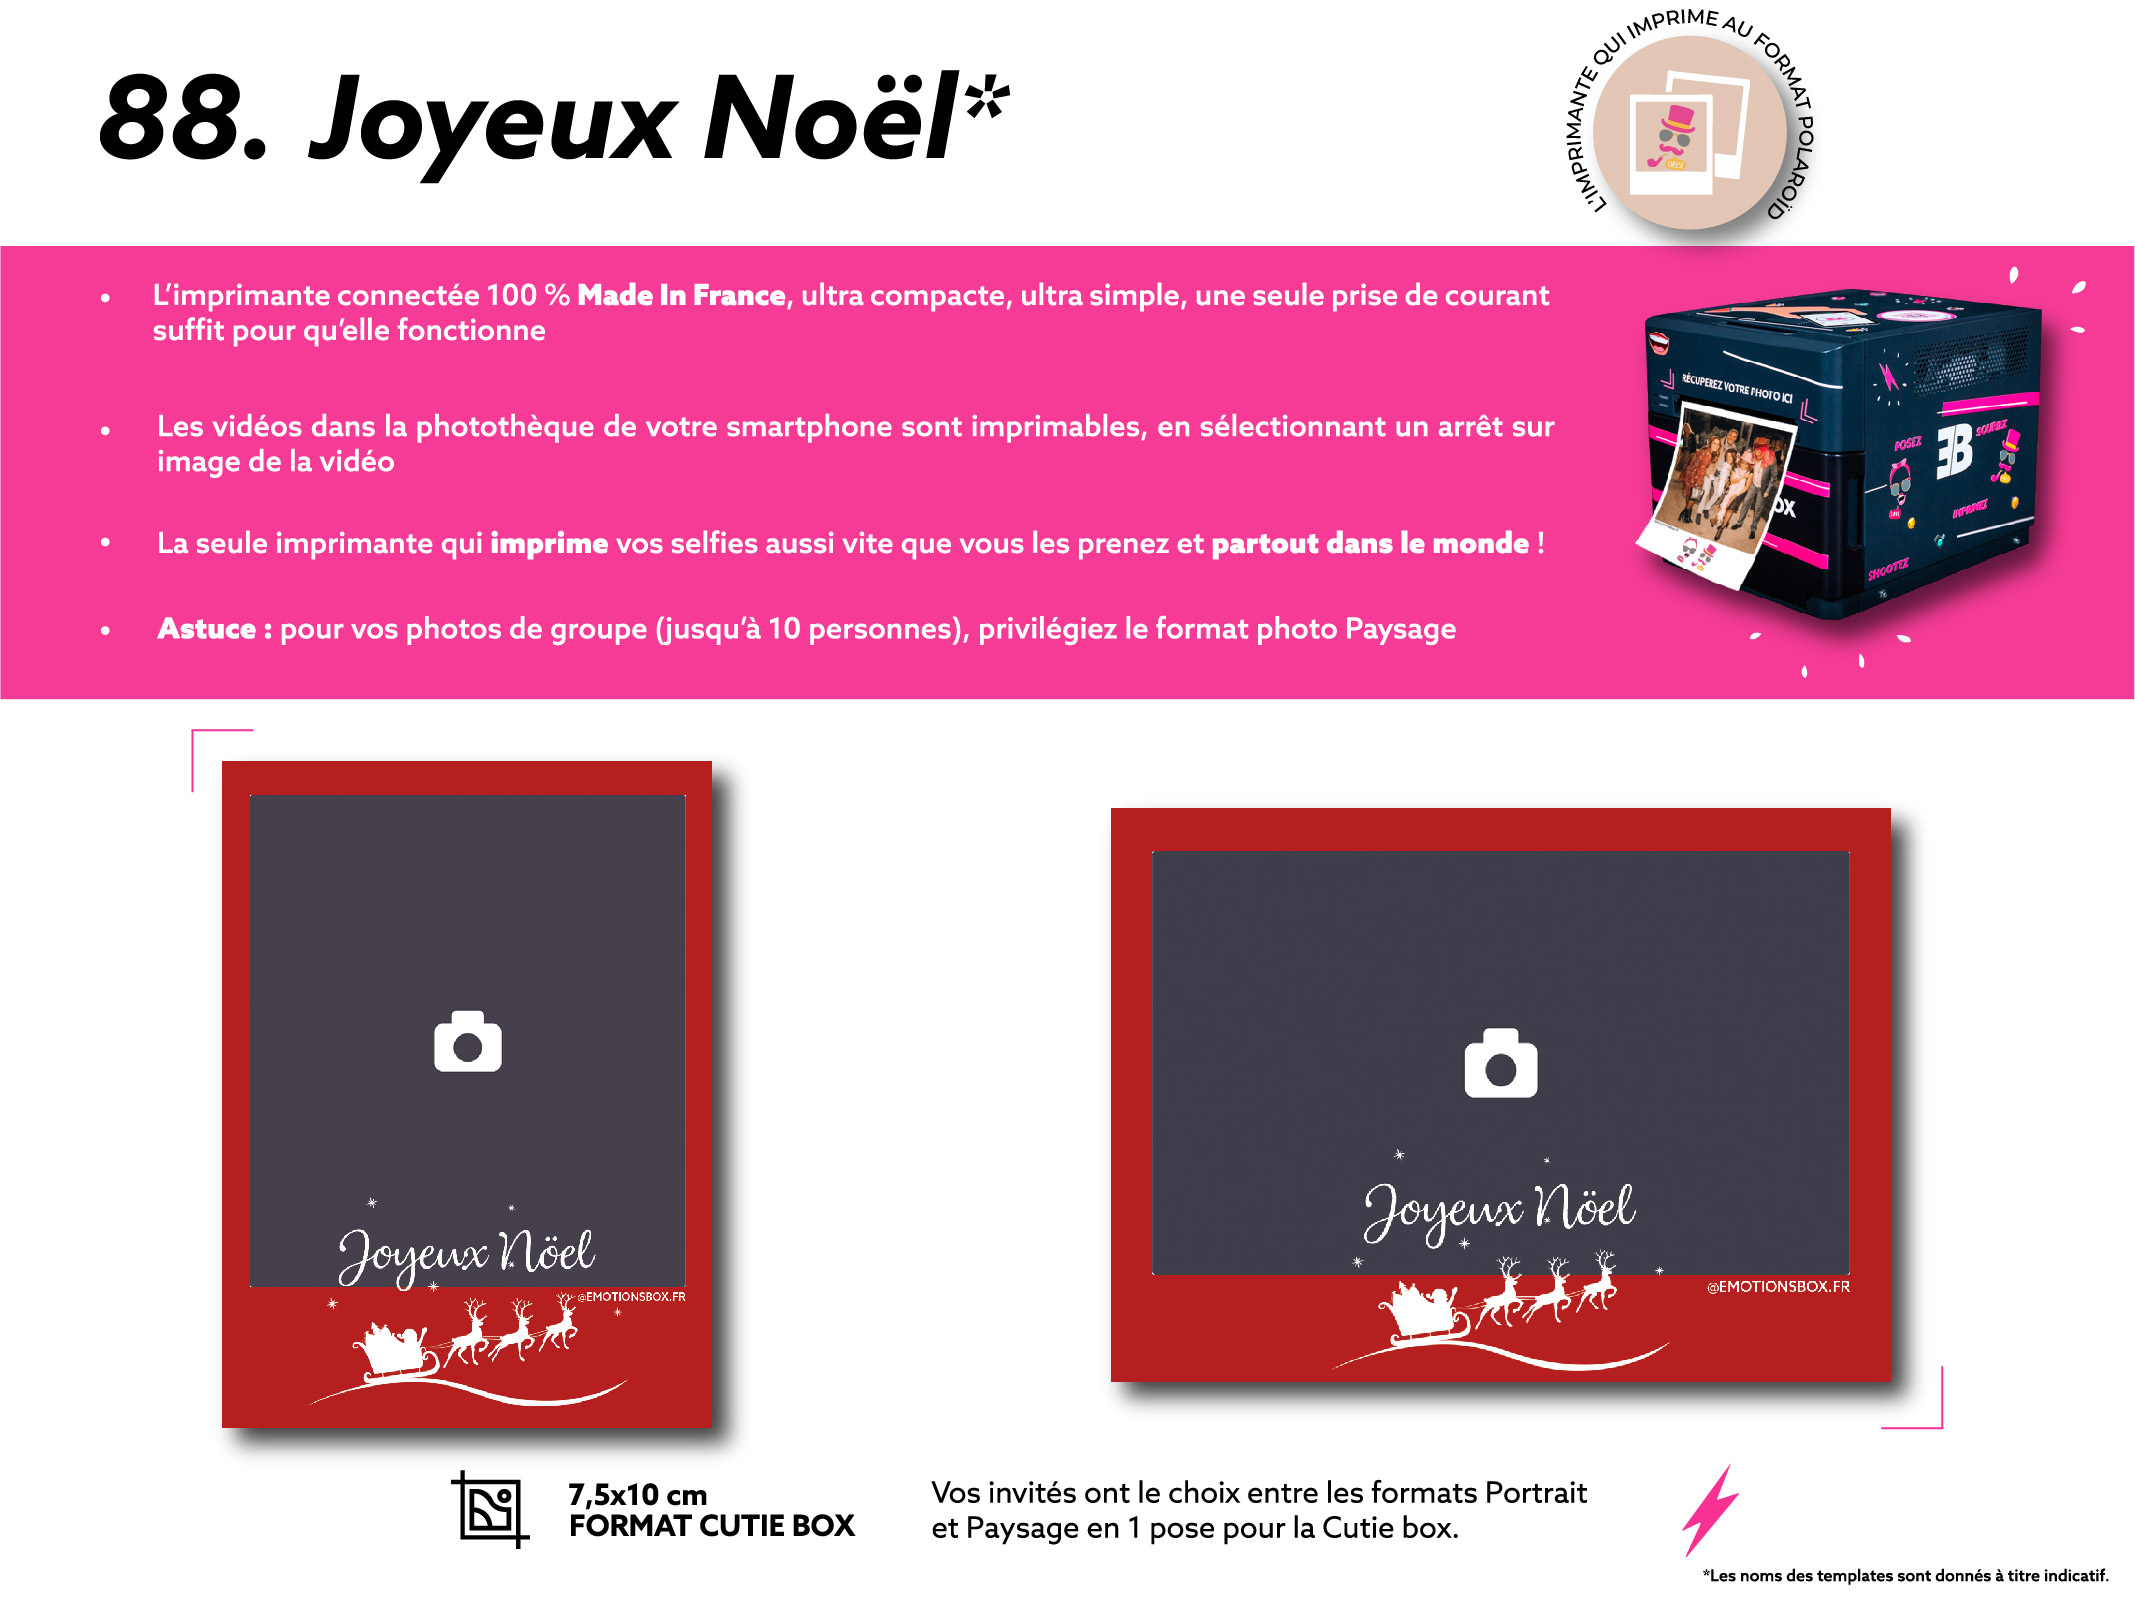 88. Joyeux Noël*
L'IMPRIMANTE QUI IMPRIME AU FORMAT POLAROÏD
CHEESE
• L'imprimante connectée 100 % Made In France, ultra compacte, ultra simple, une seule prise de courant
suffit pour qu'elle fonctionne
• Les vidéos dans la photothèque de votre smartphone sont imprimables, en sélectionnant un arrêt sur
image de la vidéo
• La seule imprimante qui imprime vos selfies aussi vite que vous les prenez et partout dans le monde !
• Astuce : pour vos photos de groupe (jusqu'à 10 personnes), privilégiez le format photo Paysage
RÉCUPEREZ VOTRE PHOTO ICI
OX
POSEZ
EB
SOURIEZ
IMPRIMEZ
SHOOTEZ
Joyeux Nöel
@EMOTIONSBOX.FR
Joyeux Nöel
@EMOTIONSBOX.FR
7,5x10 cm
FORMAT CUTIE BOX
Vos invités ont le choix entre les formats Portrait
et Paysage en 1 pose pour la Cutie box.
*Les noms des templates sont donnés à titre indicatif.